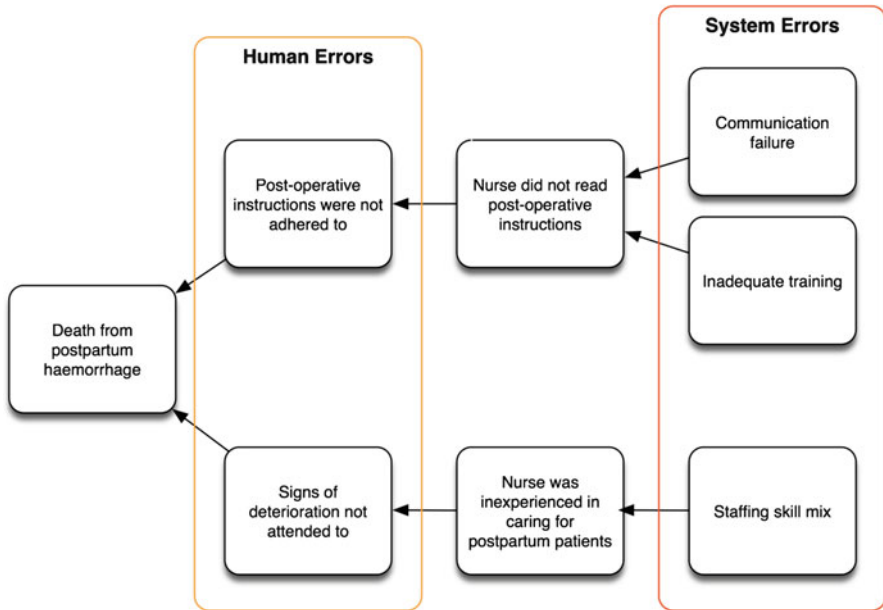 System Errors
Human Errors
Communication
failure
Post-operative
instructions were not
adhered to
Nurse did not read
post-operative
instructions
Inadequate training
Death from
postpartum
haemorrhage
Signs of
deterioration not
attended to
Nurse was
inexperienced in
caring for
postpartum patients
Staffing skill mix